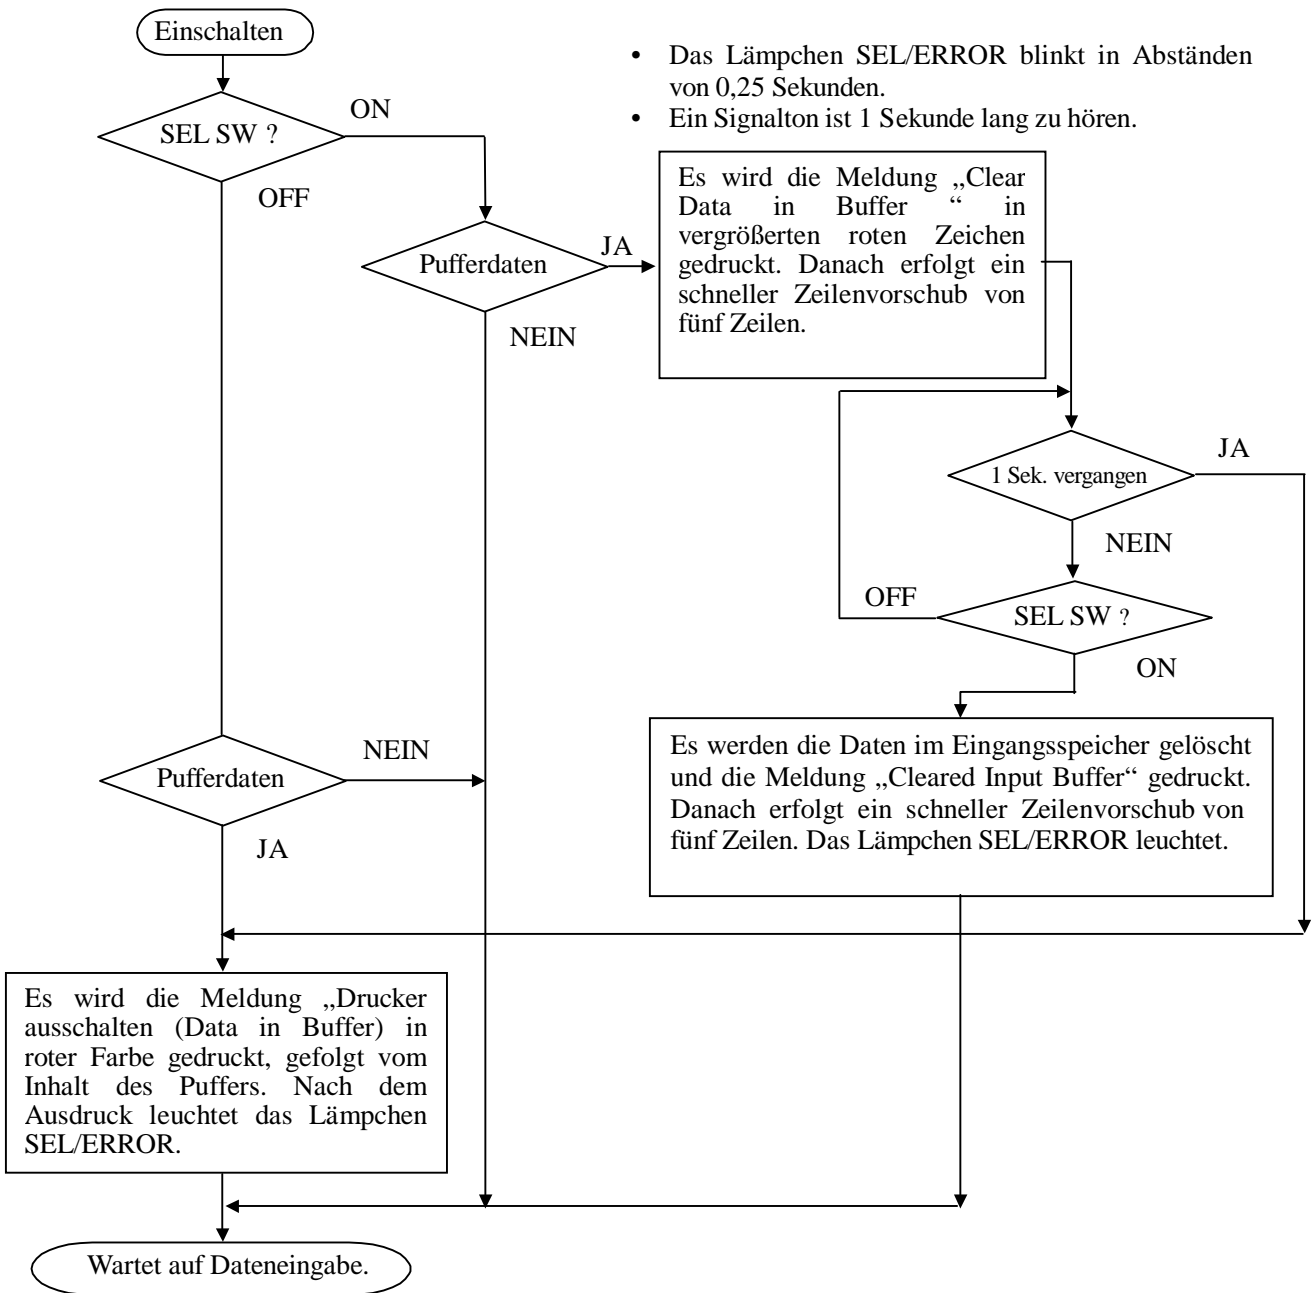 Einschalten
• Das Lämpchen SEL/ERROR blinkt in Abständen
von 0,25 Sekunden.
• Ein Signalton ist 1 Sekunde lang zu hören.
SEL SW ?
ON
OFF
Pufferdaten
JA
NEIN
Es wird die Meldung „Clear
Data in Buffer “ in
vergrößerten roten Zeichen
gedruckt. Danach erfolgt ein
schneller Zeilenvorschub von
fünf Zeilen.
1 Sek. vergangen
JA
NEIN
OFF
SEL SW ?
ON
Es werden die Daten im Eingangsspeicher gelöscht
und die Meldung „Cleared Input Buffer“ gedruckt.
Danach erfolgt ein schneller Zeilenvorschub von
fünf Zeilen. Das Lämpchen SEL/ERROR leuchtet.
Pufferdaten
NEIN
JA
Es wird die Meldung „Drucker
ausschalten (Data in Buffer) in
roter Farbe gedruckt, gefolgt vom
Inhalt des Puffers. Nach dem
Ausdruck leuchtet das Lämpchen
SEL/ERROR.
Wartet auf Dateneingabe.